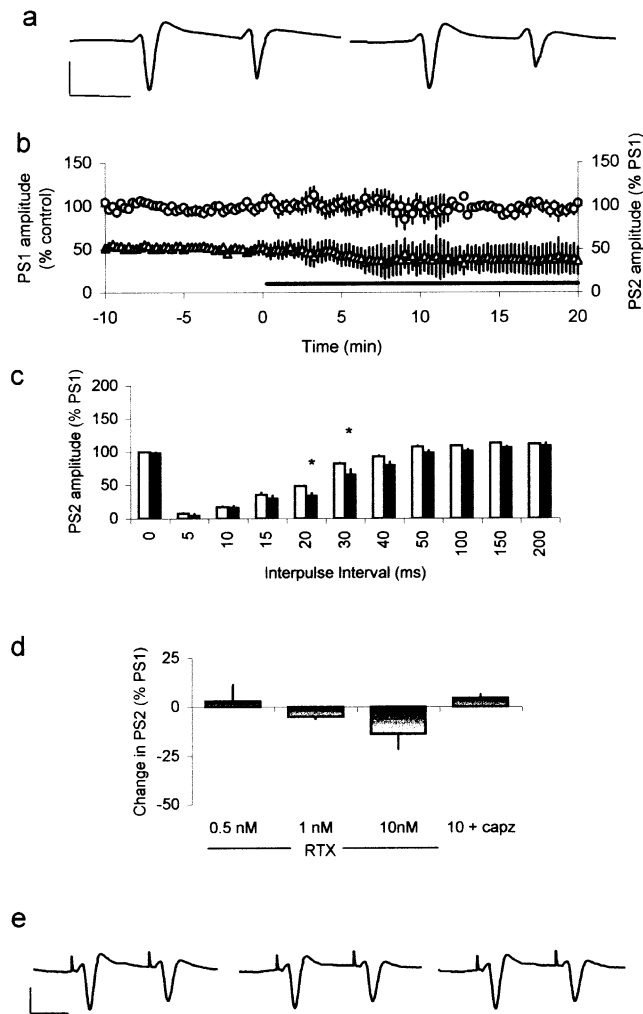 a
b
PS1 amplitude
(% control)
150
100
50
0
150
100
50
0
PS2 amplitude (% PS1)
-10
-5
0
5
10
15
20
Time (min)
c
PS2 amplitude (% PS1)
200
150
100
50
0
*
*
0
5
10
15
20
30
40
50
100
150
200
Interpulse Interval (ms)
d
Change in PS2 (% PS1)
25
0
-25
-50
0.5 nM
1 nM
10nM
10 + capz
RTX
e